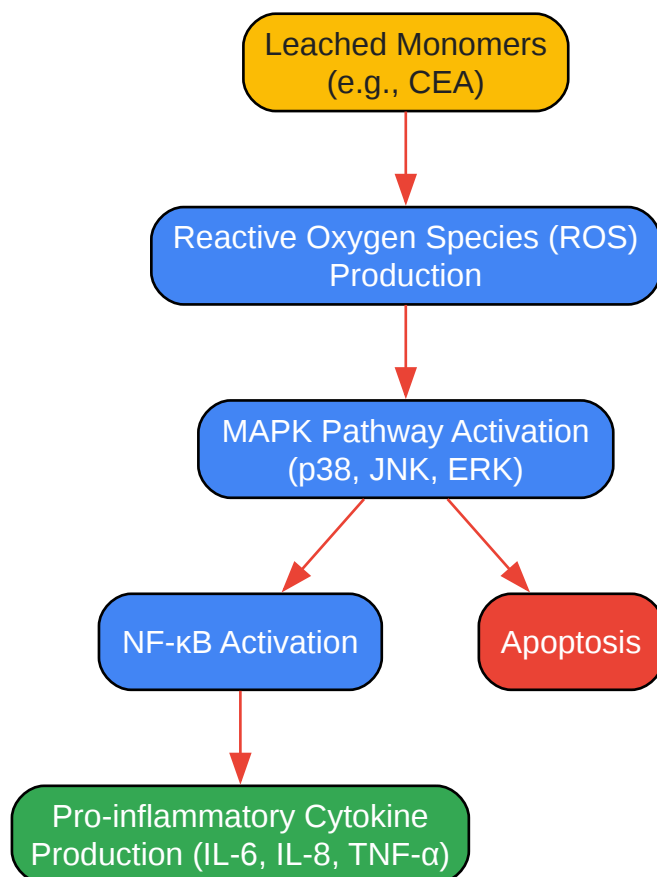 Leached Monomers
(e.g., CEA)
Reactive Oxygen Species (ROS)
Production
MAPK Pathway Activation
(p38, JNK, ERK)
NF-κB Activation
Apoptosis
Pro-inflammatory Cytokine
Production (IL-6, IL-8, TNF-α)